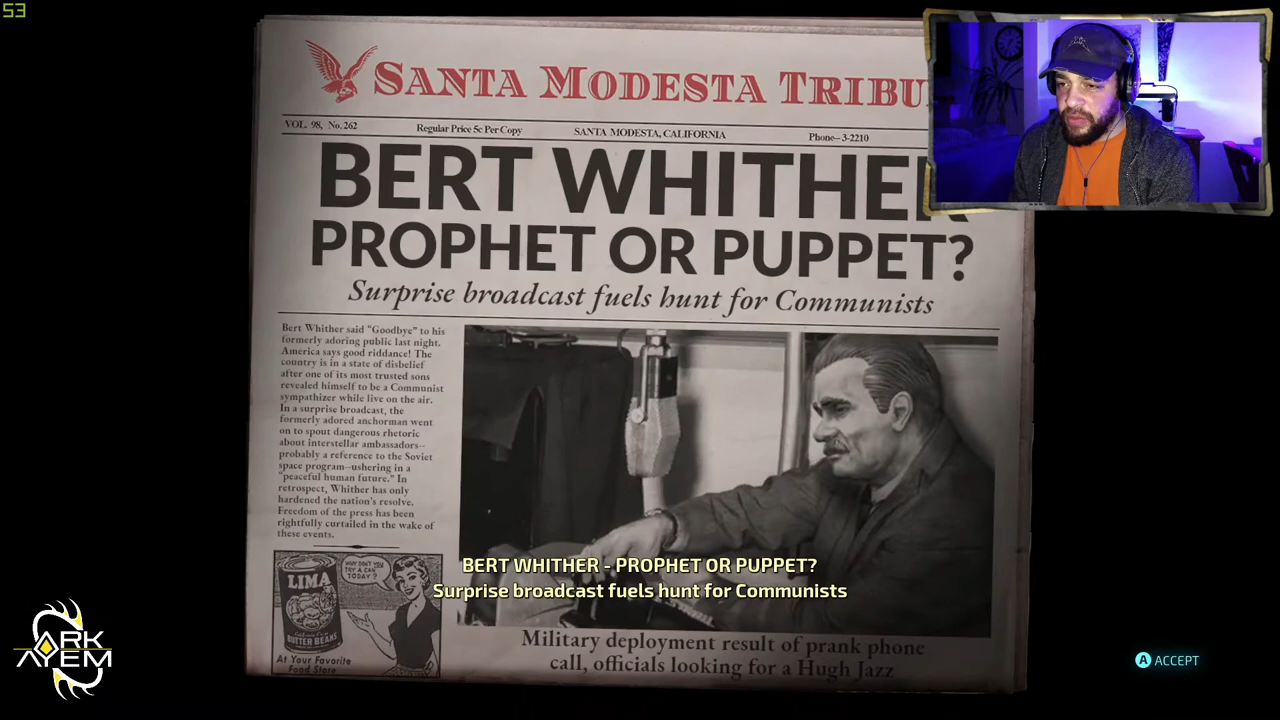 53
SANTA MODESTA TRIBU
VOL. 98, No. 262
Regular Price 5c Per Copy
SANTA MODESTA, CALIFORNIA
Phone—3-2210
BERT WHITHER
PROPHET OR PUPPET?
Surprise broadcast fuels hunt for Communists
Bert Whither said "Goodbye" to his
formerly adoring public last night.
America says good riddance! The
country is in a state of disbelief
after one of its most trusted sons
revealed himself to be a Communist
sympathizer while live on the air.
In a surprise broadcast, the
formerly adored anchorman went
on to spout dangerous rhetoric
about interstellar ambassadors--
probably a reference to the Soviet
space program--ushering in a
"peaceful human future." In
retrospect, Whither has only
hardened the nation's resolve.
Freedom of the press has been
rightfully curtailed in the wake of
these events.
LIMA
BUTTER BEANS
WHY DON'T YOU
TRY A CAN
TODAY?
At Your Favorite
Food Store
BERT WHITHER - PROPHET OR PUPPET?
Surprise broadcast fuels hunt for Communists
Military deployment result of prank phone
call, officials looking for a Hugh Jazz
ARK
AYEM
A ACCEPT